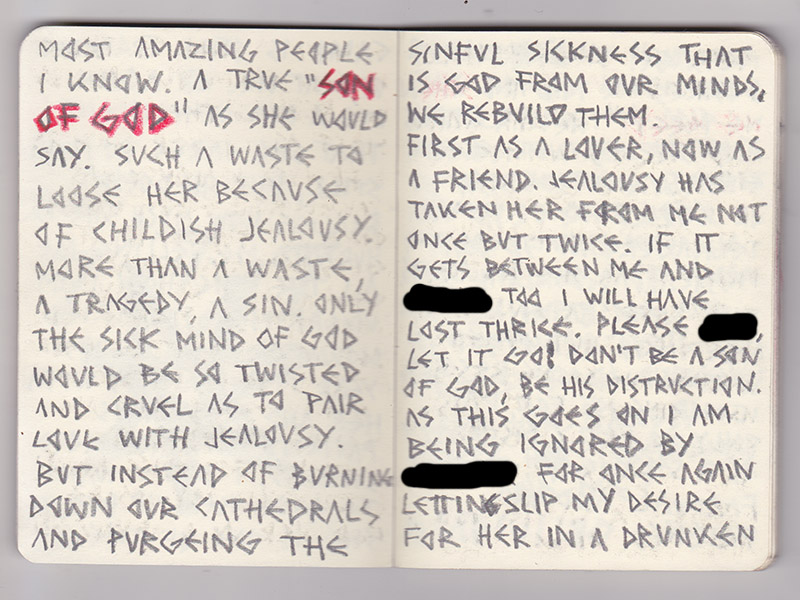 MOST AMAZING PEOPLE
I KNOW. A TRUE "SON
OF GOD" AS SHE WOULD
SAY. SUCH A WASTE TO
LOOSE HER BECAUSE
OF CHILDISH JEALOUSY.
MORE THAN A WASTE,
A TRAGEDY, A SIN. ONLY
THE SICK MIND OF GOD
WOULD BE SO TWISTED
AND CRUEL AS TO PAIR
LOVE WITH JEALOUSY.
BUT INSTEAD OF BURNING
DOWN OUR CATHEDRALS
AND PURGEING THE
SINFUL SICKNESS THAT
IS GOD FROM OUR MINDS,
WE REBUILD THEM.
FIRST AS A LOVER, NOW AS
A FRIEND. JEALOUSY HAS
TAKEN HER FROM ME NOT
ONCE BUT TWICE. IF IT
GETS BETWEEN ME AND
TOO I WILL HAVE
LOST THRICE. PLEASE ,
LET IT GO! DON'T BE A SON
OF GOD, BE HIS DISTRUCTION.
AS THIS GOES ON I AM
BEING IGNORED BY
FOR ONCE AGAIN
LETTING SLIP MY DESIRE
FOR HER IN A DRUNKEN